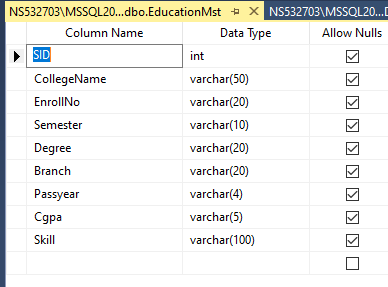 NS532703\MSSQL20...dbo.EducationMst NS532703\MSSQL20...D
Column Name Data Type Allow Nulls
SID int
CollegeName varchar(50)
EnrollNo varchar(20)
Semester varchar(10)
Degree varchar(20)
Branch varchar(20)
Passyear varchar(4)
Cgpa varchar(5)
Skill varchar(100)